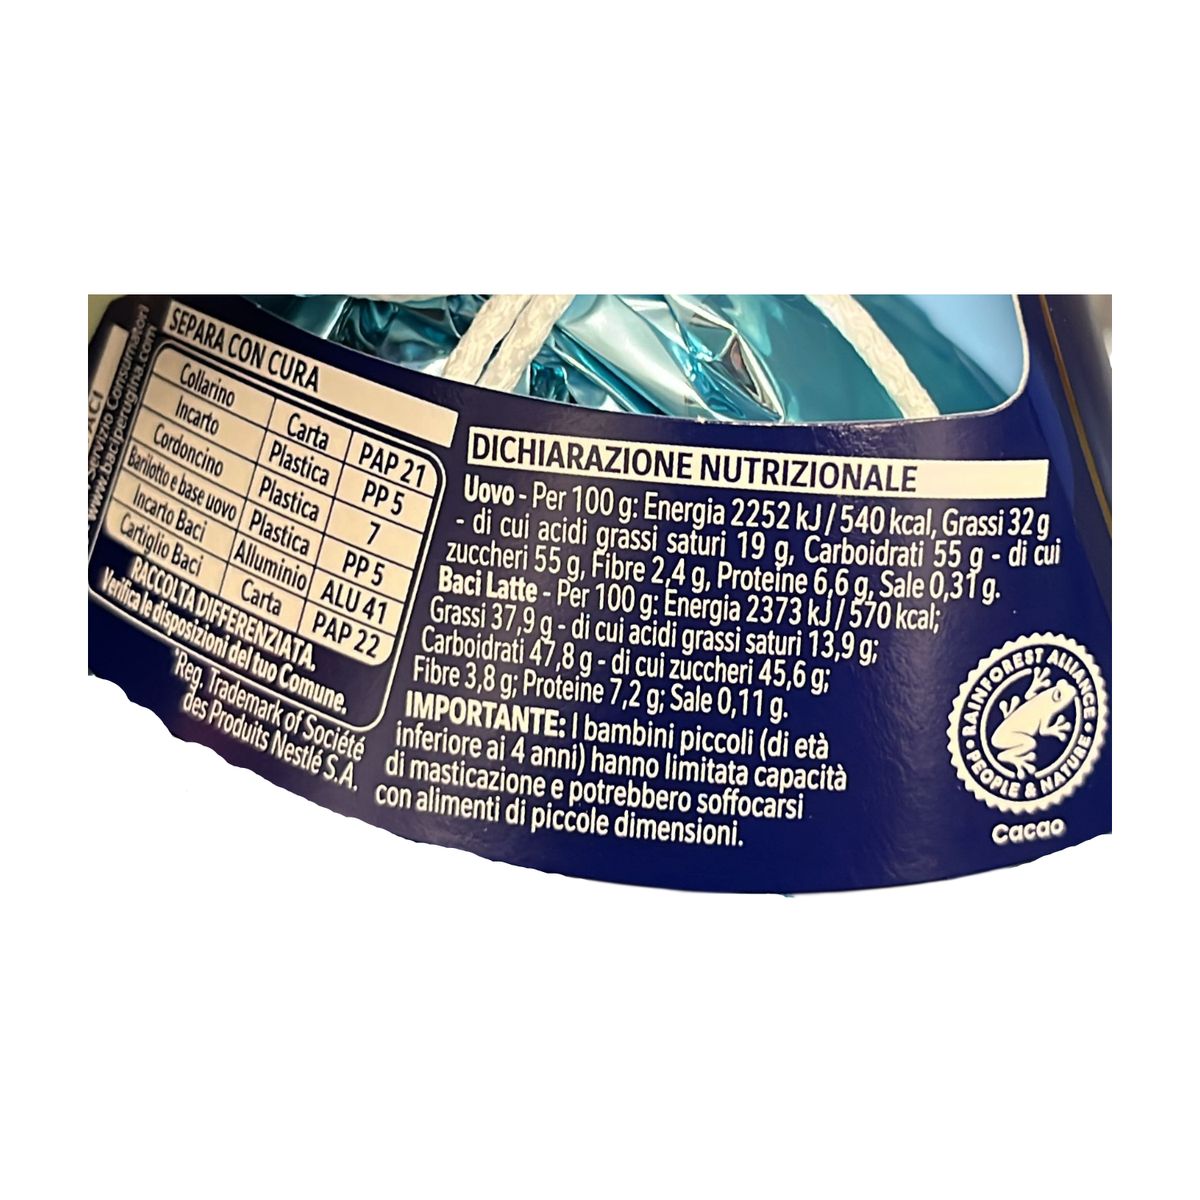 Servizio Consumatori
www.baciperugina.com
SEPARA CON CURA
Collarino Carta PAP 21
Incarto Plastica PP 5
Cordoncino Plastica 7
Barilotto e base uovo Plastica PP 5
Incarto Baci Alluminio ALU 41
Cartiglio Baci Carta PAP 22
RACCOLTA DIFFERENZIATA.
Verifica le disposizioni del tuo Comune.
*Reg. Trademark of Société
des Produits Nestlé S.A.
DICHIARAZIONE NUTRIZIONALE
Uovo - Per 100 g: Energia 2252 kJ / 540 kcal, Grassi 32 g
- di cui acidi grassi saturi 19 g, Carboidrati 55 g - di cui
zuccheri 55 g, Fibre 2,4 g, Proteine 6,6 g, Sale 0,31 g.
Baci Latte - Per 100 g: Energia 2373 kJ / 570 kcal;
Grassi 37,9 g - di cui acidi grassi saturi 13,9 g;
Carboidrati 47,8 g - di cui zuccheri 45,6 g;
Fibre 3,8 g; Proteine 7,2 g; Sale 0,11 g.
IMPORTANTE: I bambini piccoli (di età
inferiore ai 4 anni) hanno limitata capacità
di masticazione e potrebbero soffocarsi
con alimenti di piccole dimensioni.
RAINFOREST ALLIANCE
PEOPLE & NATURE
Cacao